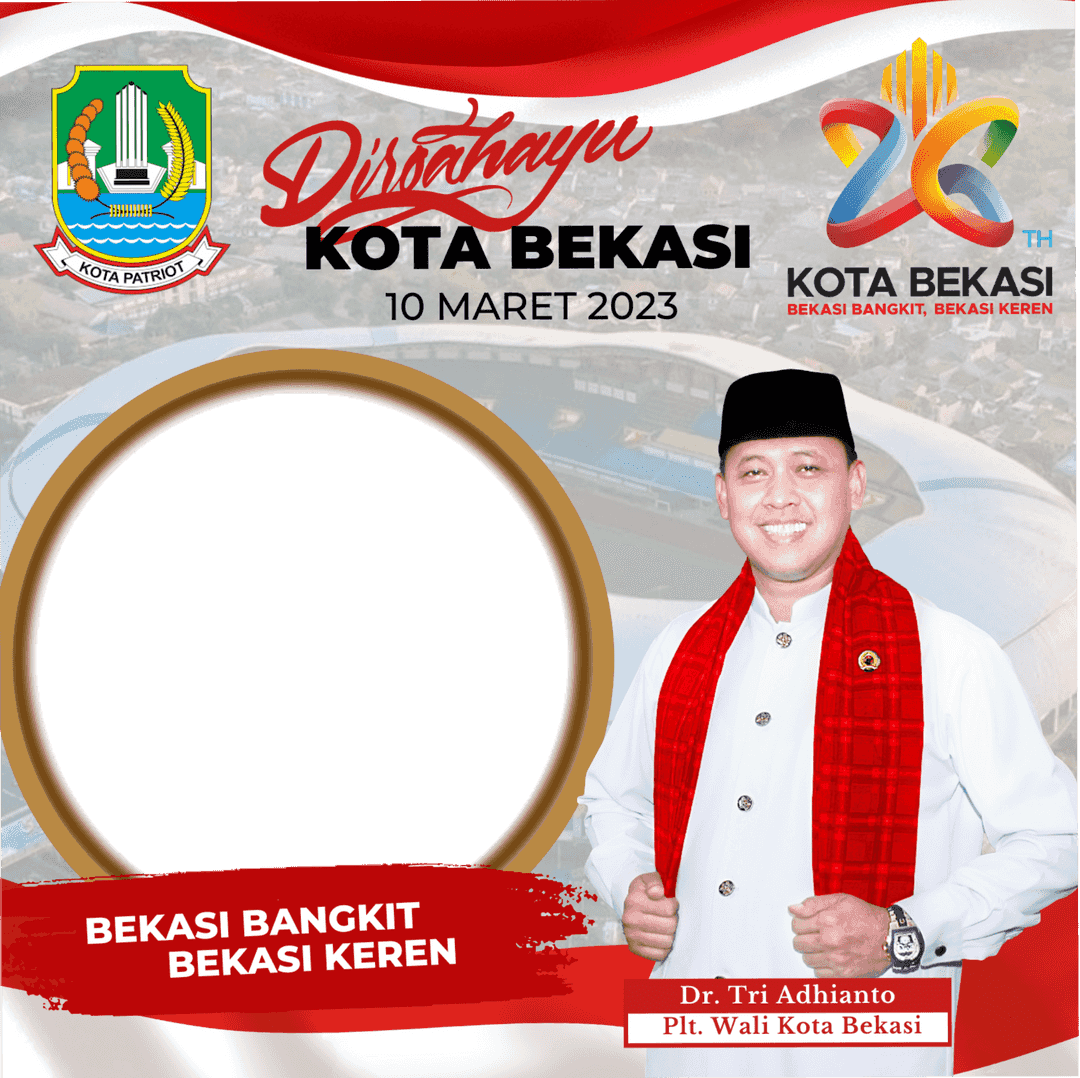 KOTA PATRIOT
Dirgahayu
KOTA BEKASI
10 MARET 2023
26
TH
KOTA BEKASI
BEKASI BANGKIT, BEKASI KEREN
BEKASI BANGKIT
BEKASI KEREN
Dr. Tri Adhianto
Plt. Wali Kota Bekasi